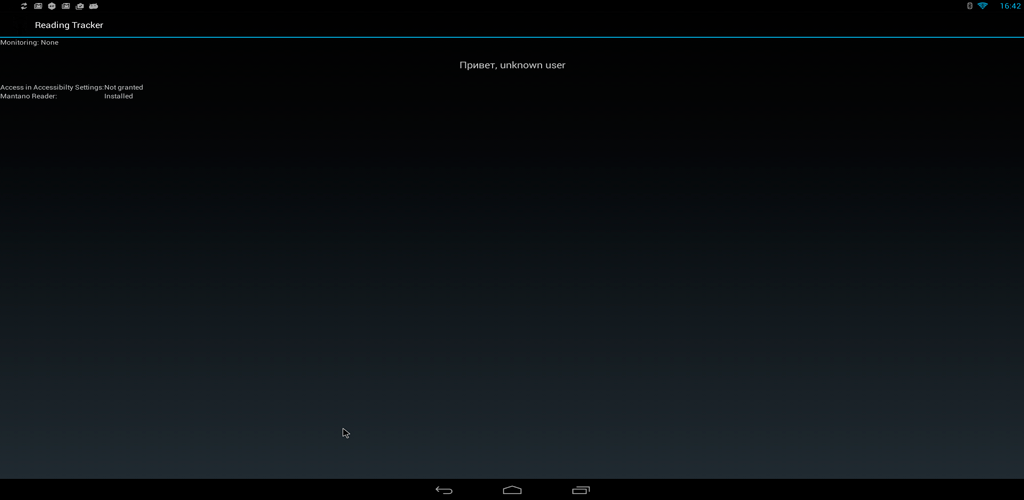 16:42
Reading Tracker
Monitoring: None
Привет, unknown user
Access in Accessibilty Settings:Not granted
Mantano Reader: Installed